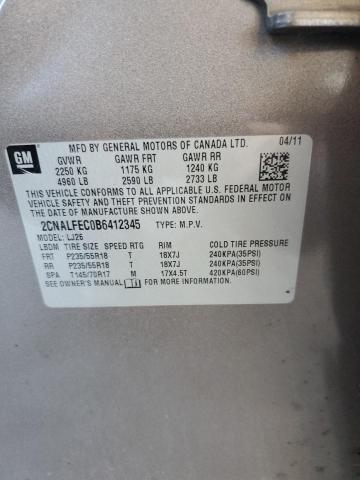 GM
MFD BY GENERAL MOTORS OF CANADA LTD. 04/11
GVWR GAWR FRT GAWR RR
2250 KG 1175 KG 1240 KG
4960 LB 2590 LB 2733 LB
THIS VEHICLE CONFORMS TO ALL APPLICABLE U.S. FEDERAL MOTOR
VEHICLE SAFETY, BUMPER, AND THEFT PREVENTION STANDARDS IN
EFFECT ON THE DATE OF MANUFACTURE SHOWN ABOVE.
2CNALFEC0B6412345 TYPE: M.P.V.
MODEL: LJ26
LBDM TIRE SIZE SPEED RTG RIM COLD TIRE PRESSURE
FRT P235/55R18 T 18X7J 240KPA(35PSI)
RR P235/55R18 T 18X7J 240KPA(35PSI)
SPA T145/70R17 M 17X4.5T 420KPA(60PSI)
SEE OWNER'S MANUAL FOR MORE INFORMATION.